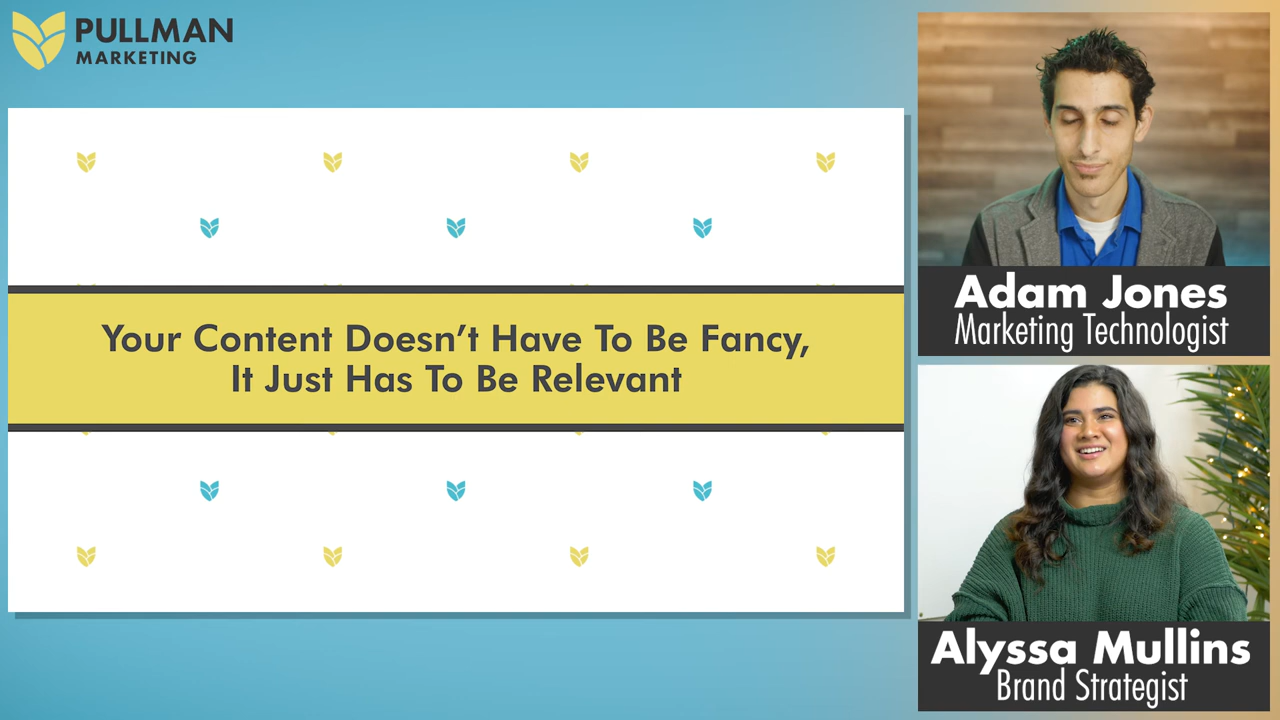 PULLMAN
MARKETING
Your Content Doesn't Have To Be Fancy,
It Just Has To Be Relevant
Adam Jones
Marketing Technologist
Alyssa Mullins
Brand Strategist